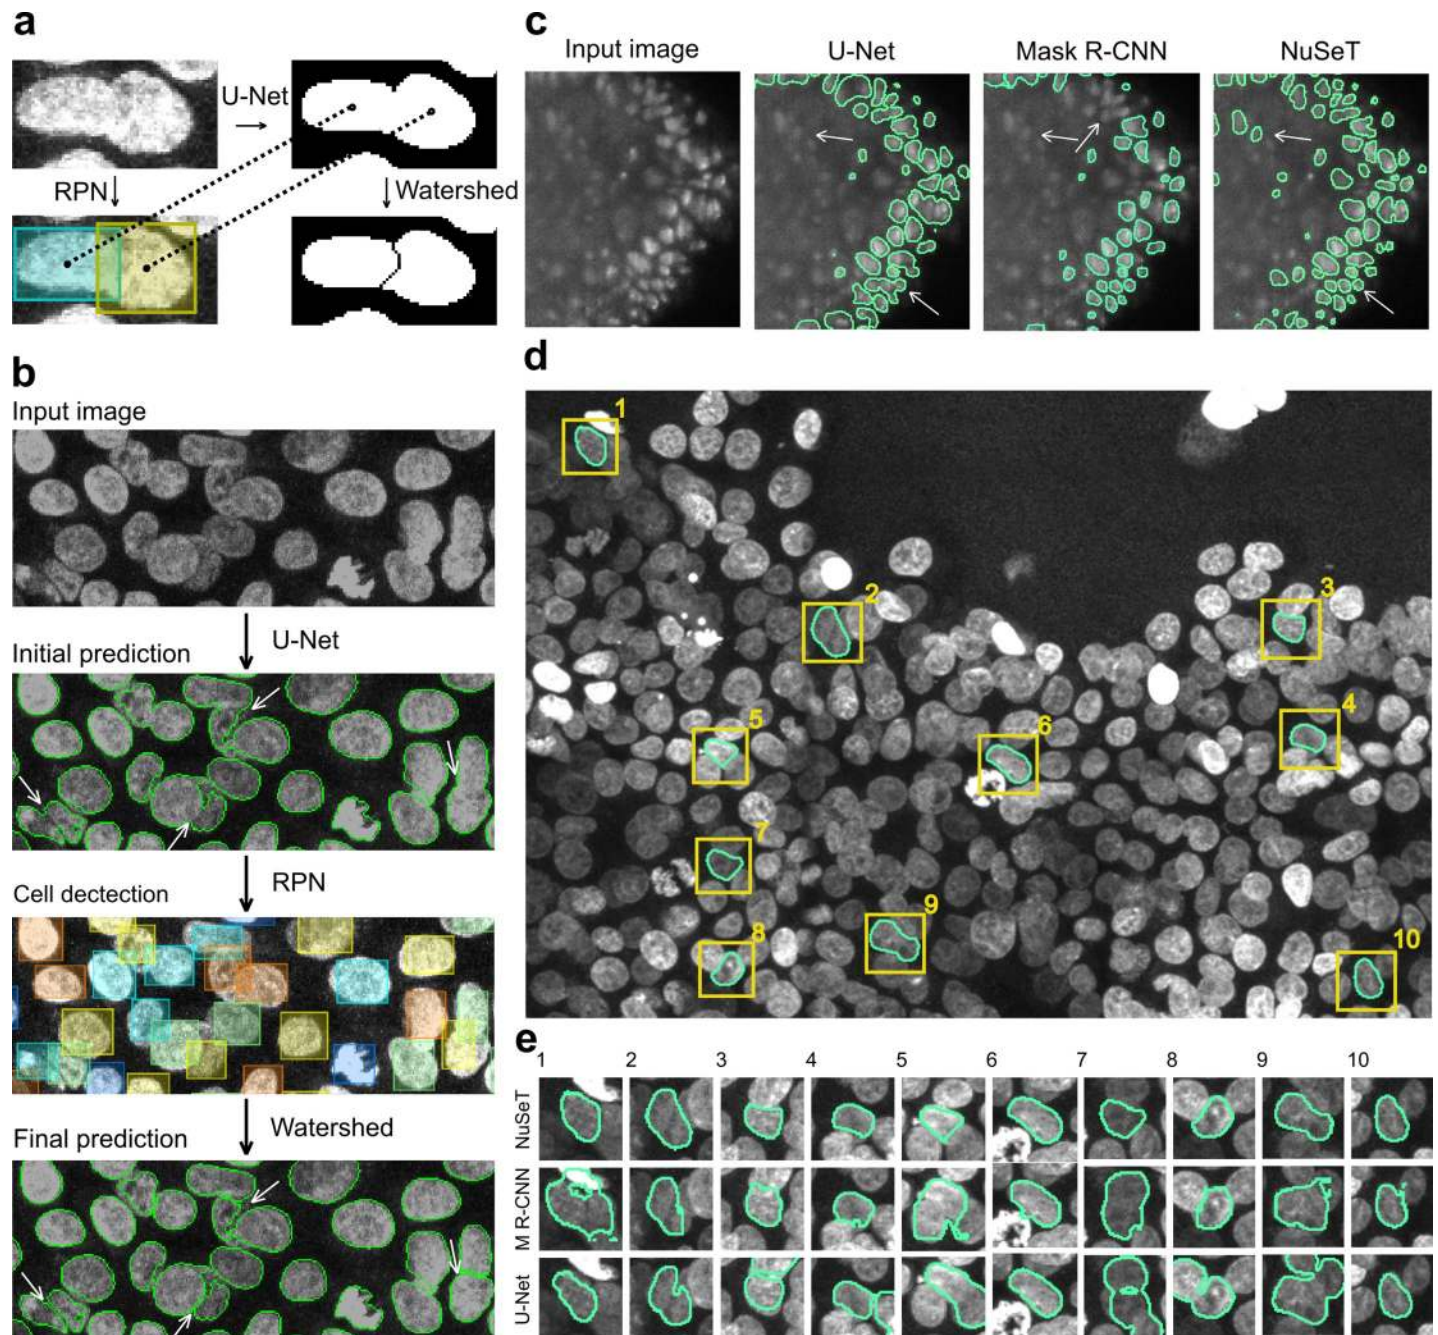 a
U-Net
RPN
Watershed
b
Input image
U-Net
Initial prediction
RPN
Cell dectection
Watershed
Final prediction
c
Input image
U-Net
Mask R-CNN
NuSeT
d
1
2
3
4
5
6
7
8
9
10
e
1 2 3 4 5 6 7 8 9 10
NuSeT
M R-CNN
U-Net